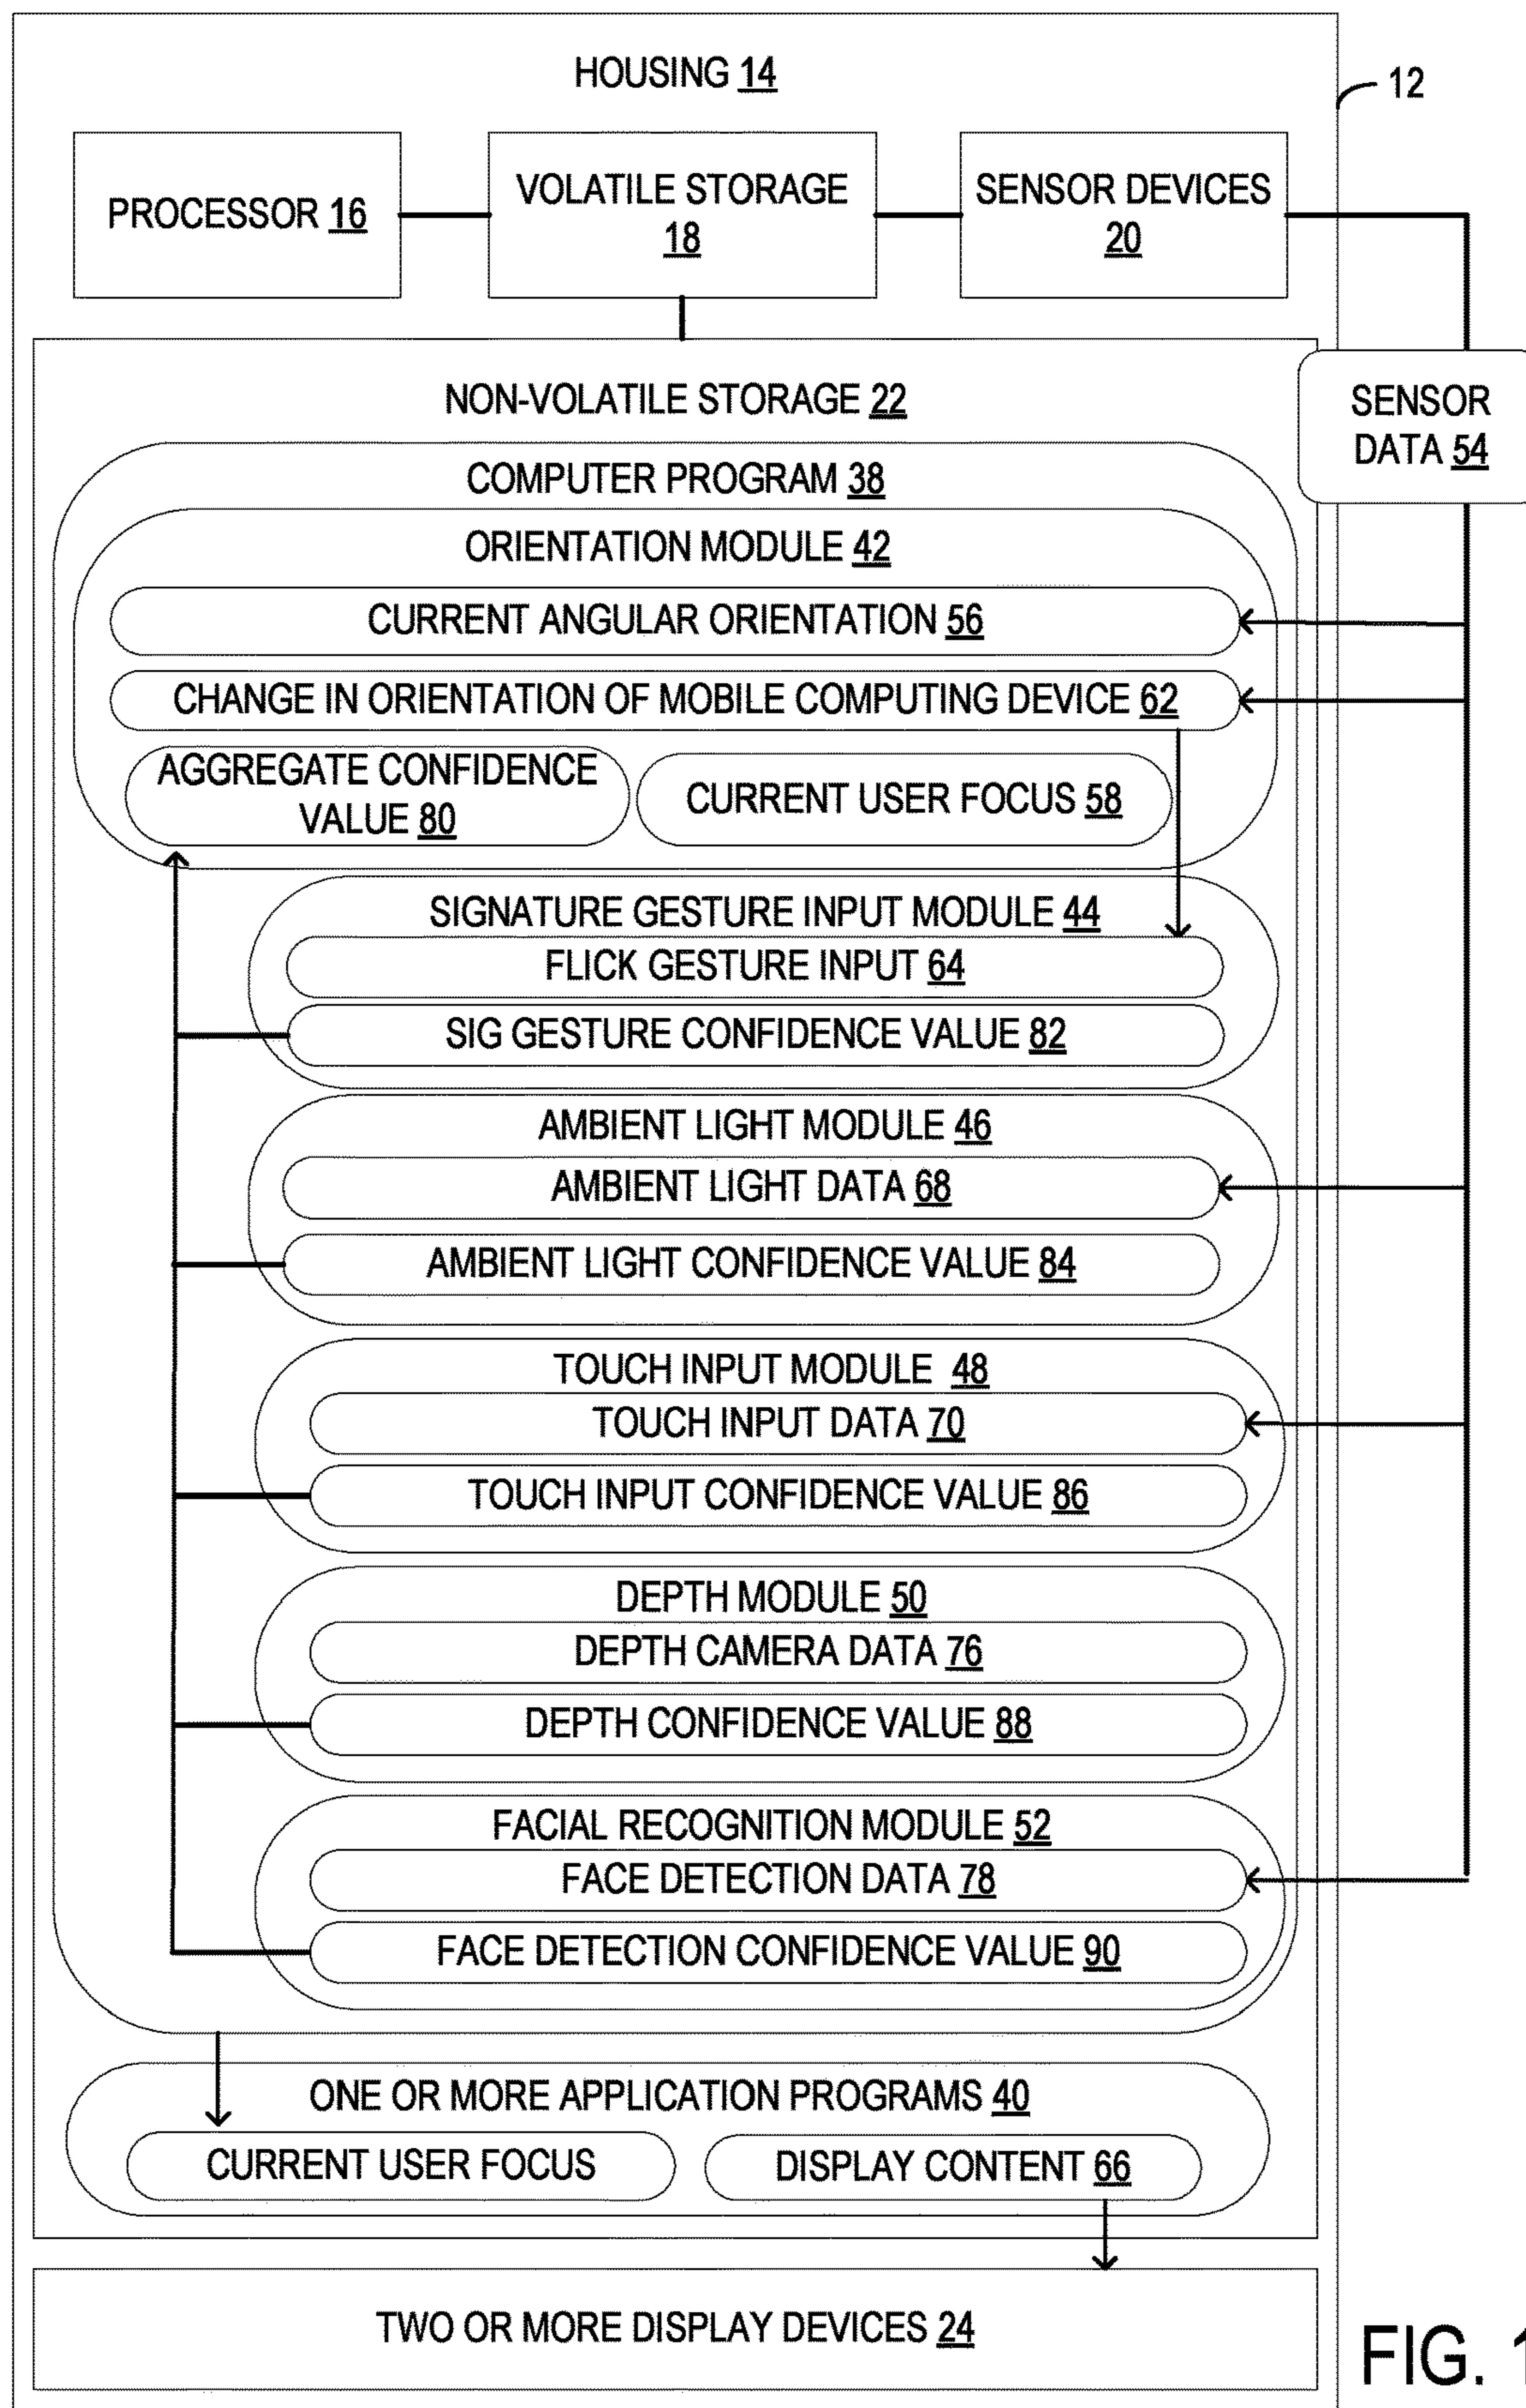 HOUSING 14
12
PROCESSOR 16
VOLATILE STORAGE
18
SENSOR DEVICES
20
NON-VOLATILE STORAGE 22
SENSOR
DATA 54
COMPUTER PROGRAM 38
ORIENTATION MODULE 42
CURRENT ANGULAR ORIENTATION 56
CHANGE IN ORIENTATION OF MOBILE COMPUTING DEVICE 62
AGGREGATE CONFIDENCE
VALUE 80
CURRENT USER FOCUS 58
SIGNATURE GESTURE INPUT MODULE 44
FLICK GESTURE INPUT 64
SIG GESTURE CONFIDENCE VALUE 82
AMBIENT LIGHT MODULE 46
AMBIENT LIGHT DATA 68
AMBIENT LIGHT CONFIDENCE VALUE 84
TOUCH INPUT MODULE 48
TOUCH INPUT DATA 70
TOUCH INPUT CONFIDENCE VALUE 86
DEPTH MODULE 50
DEPTH CAMERA DATA 76
DEPTH CONFIDENCE VALUE 88
FACIAL RECOGNITION MODULE 52
FACE DETECTION DATA 78
FACE DETECTION CONFIDENCE VALUE 90
ONE OR MORE APPLICATION PROGRAMS 40
CURRENT USER FOCUS
DISPLAY CONTENT 66
TWO OR MORE DISPLAY DEVICES 24
FIG. 1